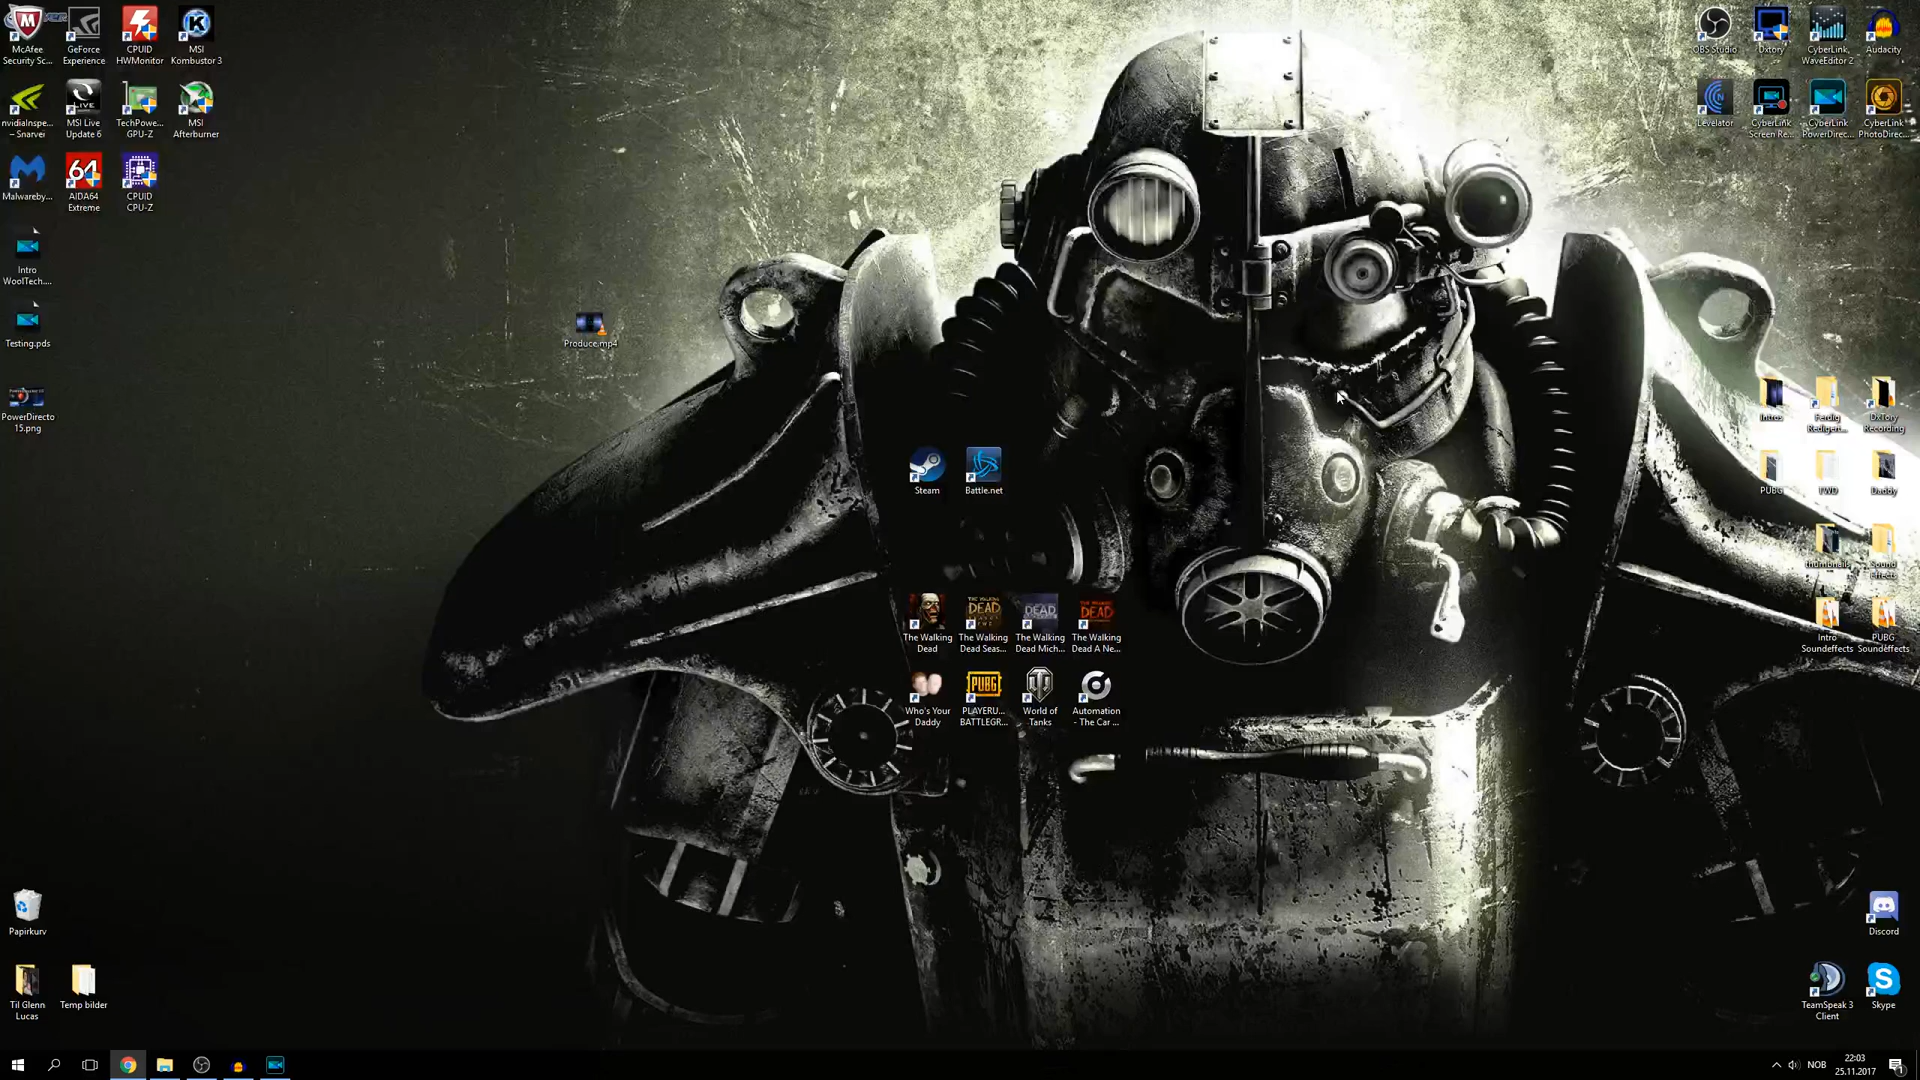 McAfee
Security Sc...
GeForce
Experience
CPUID
HWMonitor
MSI
Kombustor 3
nvidiaInspe...
– Snarvei
MSI Live
Update 6
TechPowe...
GPU-Z
MSI
Afterburner
Malwareby...
AIDA64
Extreme
CPUID
CPU-Z
Intro
WoolTech....
Testing.pds
PowerDirecto
15.png
Produce.mp4
OBS Studio
Dxtory
CyberLink
WaveEditor 2
Audacity
Levelator
CyberLink
Screen Re...
CyberLink
PowerDirec...
CyberLink
PhotoDirec...
Intros
Ferdig
Redigert...
DxTory
Recording
PUBG
TWD
Daddy
thumbnails
Sound
Effects
Intro
Soundeffects
PUBG
Soundeffects
Steam
Battle.net
The Walking
Dead
The Walking
Dead Seas...
The Walking
Dead Mich...
The Walking
Dead A Ne...
Who's Your
Daddy
PLAYERU...
BATTLEGR...
World of
Tanks
Automation
- The Car ...
Papirkurv
Til Glenn
Lucas
Temp bilder
Discord
TeamSpeak 3
Client
Skype
NOB
22:03
25.11.2017